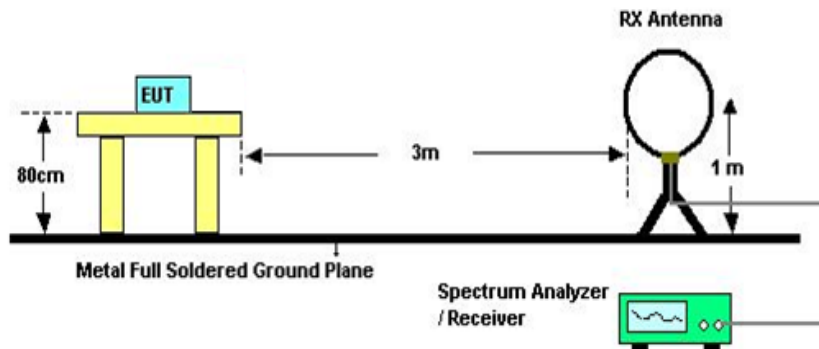 RX Antenna
EUT
3m
80cm
1 m
Metal Full Soldered Ground Plane
Spectrum Analyzer
/ Receiver